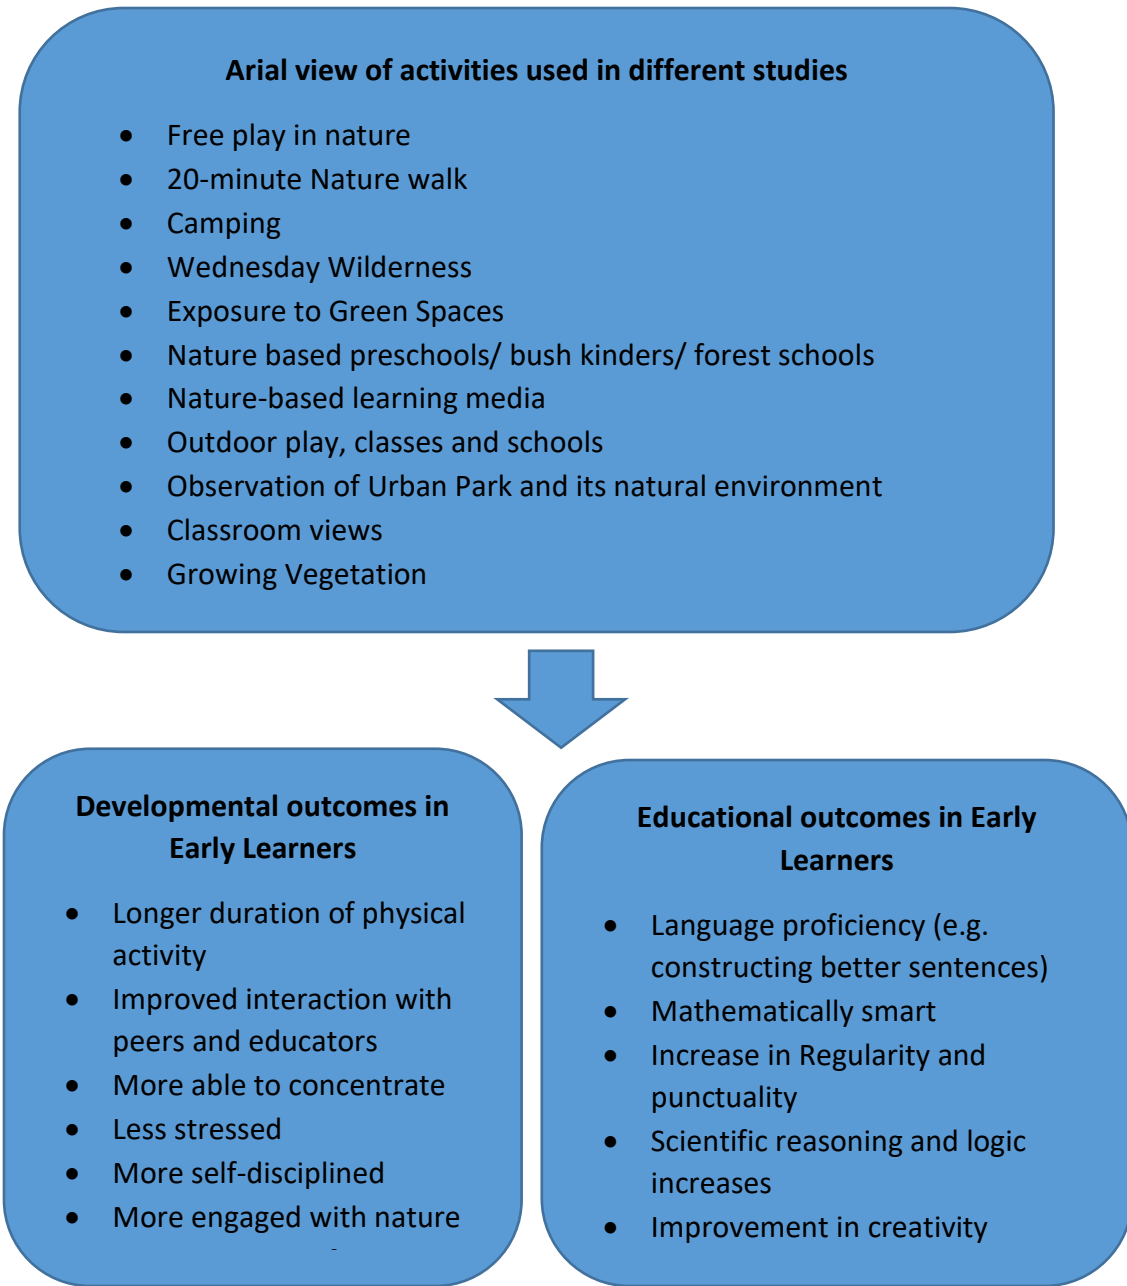 Arial view of activities used in different studies
• Free play in nature
• 20-minute Nature walk
• Camping
• Wednesday Wilderness
• Exposure to Green Spaces
• Nature based preschools/ bush kinders/ forest schools
• Nature-based learning media
• Outdoor play, classes and schools
• Observation of Urban Park and its natural environment
• Classroom views
• Growing Vegetation
Developmental outcomes in
Early Learners
• Longer duration of physical
activity
• Improved interaction with
peers and educators
• More able to concentrate
• Less stressed
• More self-disciplined
• More engaged with nature
Educational outcomes in Early
Learners
• Language proficiency (e.g.
constructing better sentences)
• Mathematically smart
• Increase in Regularity and
punctuality
• Scientific reasoning and logic
increases
• Improvement in creativity